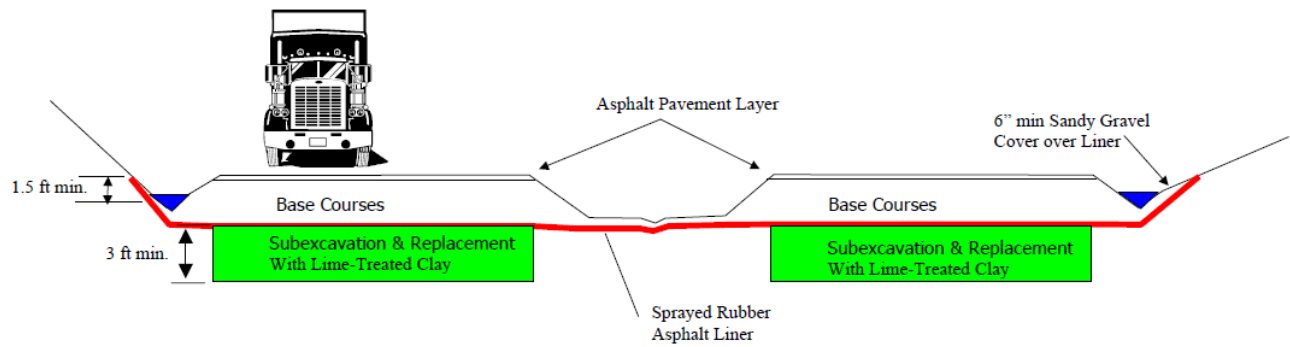 Asphalt Pavement Layer
6” min Sandy Gravel
Cover over Liner
1.5 ft min.
Base Courses
Base Courses
3 ft min.
Subexcavation & Replacement
With Lime-Treated Clay
Subexcavation & Replacement
With Lime-Treated Clay
Sprayed Rubber
Asphalt Liner